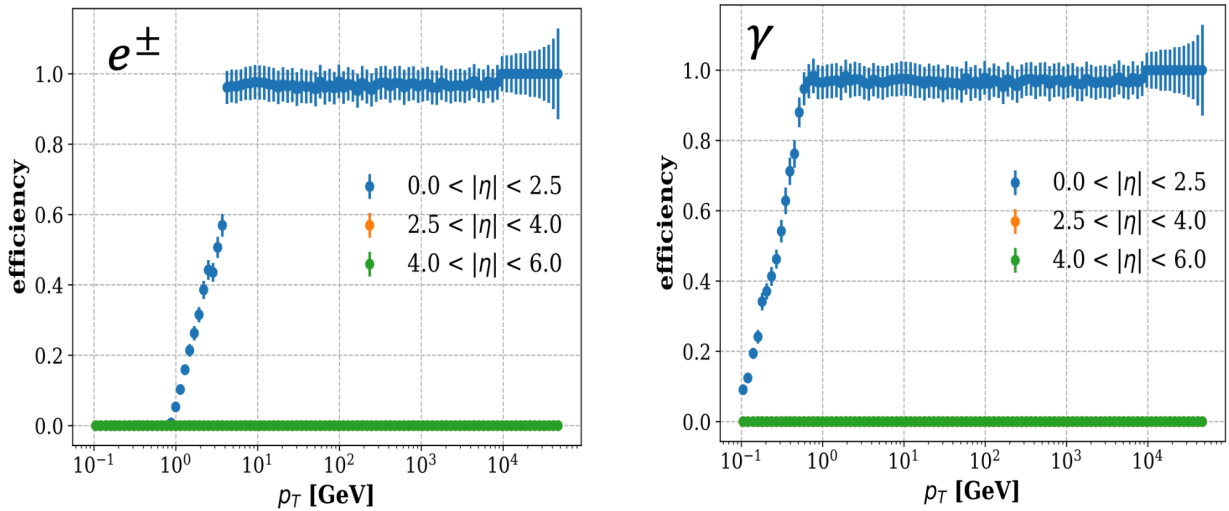 e±
efficiency
1.0
0.8
0.6
0.4
0.2
0.0
0.0 < |η| < 2.5
2.5 < |η| < 4.0
4.0 < |η| < 6.0
10⁻¹ 10⁰ 10¹ 10² 10³ 10⁴
p_T [GeV]
γ
efficiency
1.0
0.8
0.6
0.4
0.2
0.0
0.0 < |η| < 2.5
2.5 < |η| < 4.0
4.0 < |η| < 6.0
10⁻¹ 10⁰ 10¹ 10² 10³ 10⁴
p_T [GeV]